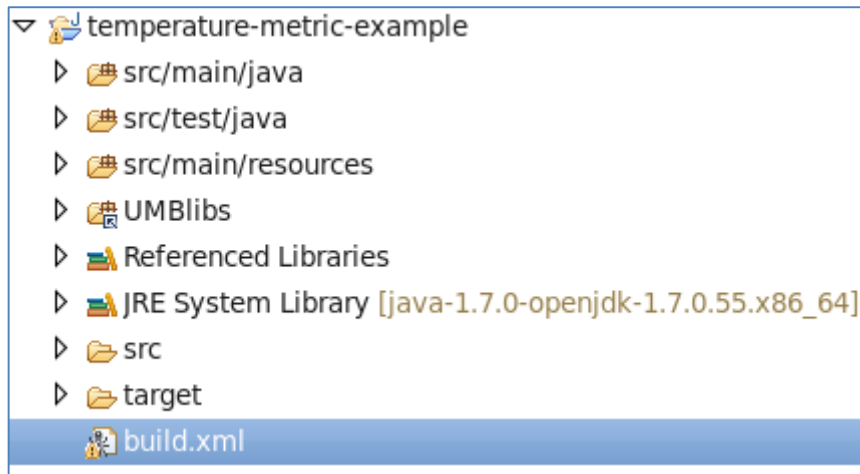 temperature-metric-example
src/main/java
src/test/java
src/main/resources
UMBlibs
Referenced Libraries
JRE System Library [java-1.7.0-openjdk-1.7.0.55.x86_64]
src
target
build.xml